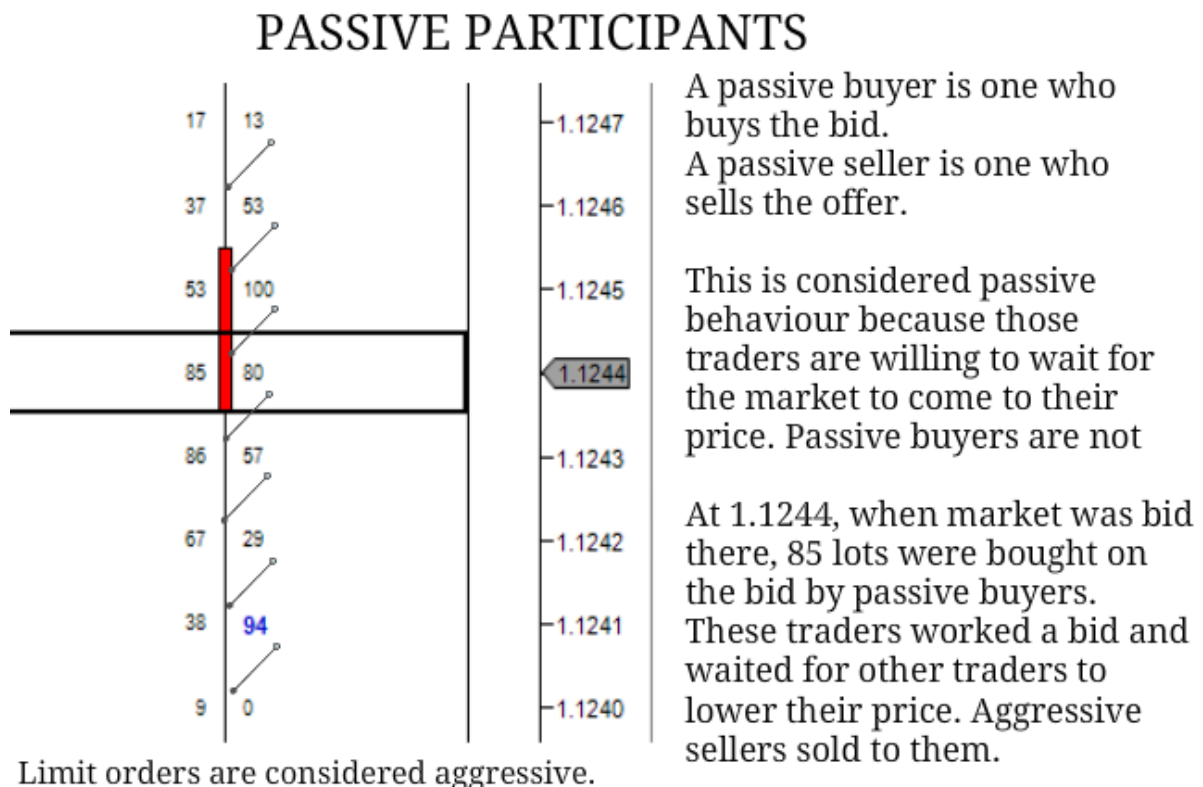 PASSIVE PARTICIPANTS
17 13
1.1247
37 53
1.1246
53 100
1.1245
85 80
1.1244
86 57
1.1243
67 29
1.1242
38 94
1.1241
9 0
1.1240
A passive buyer is one who
buys the bid.
A passive seller is one who
sells the offer.
This is considered passive
behaviour because those
traders are willing to wait for
the market to come to their
price. Passive buyers are not
At 1.1244, when market was bid
there, 85 lots were bought on
the bid by passive buyers.
These traders worked a bid and
waited for other traders to
lower their price. Aggressive
sellers sold to them.
Limit orders are considered aggressive.